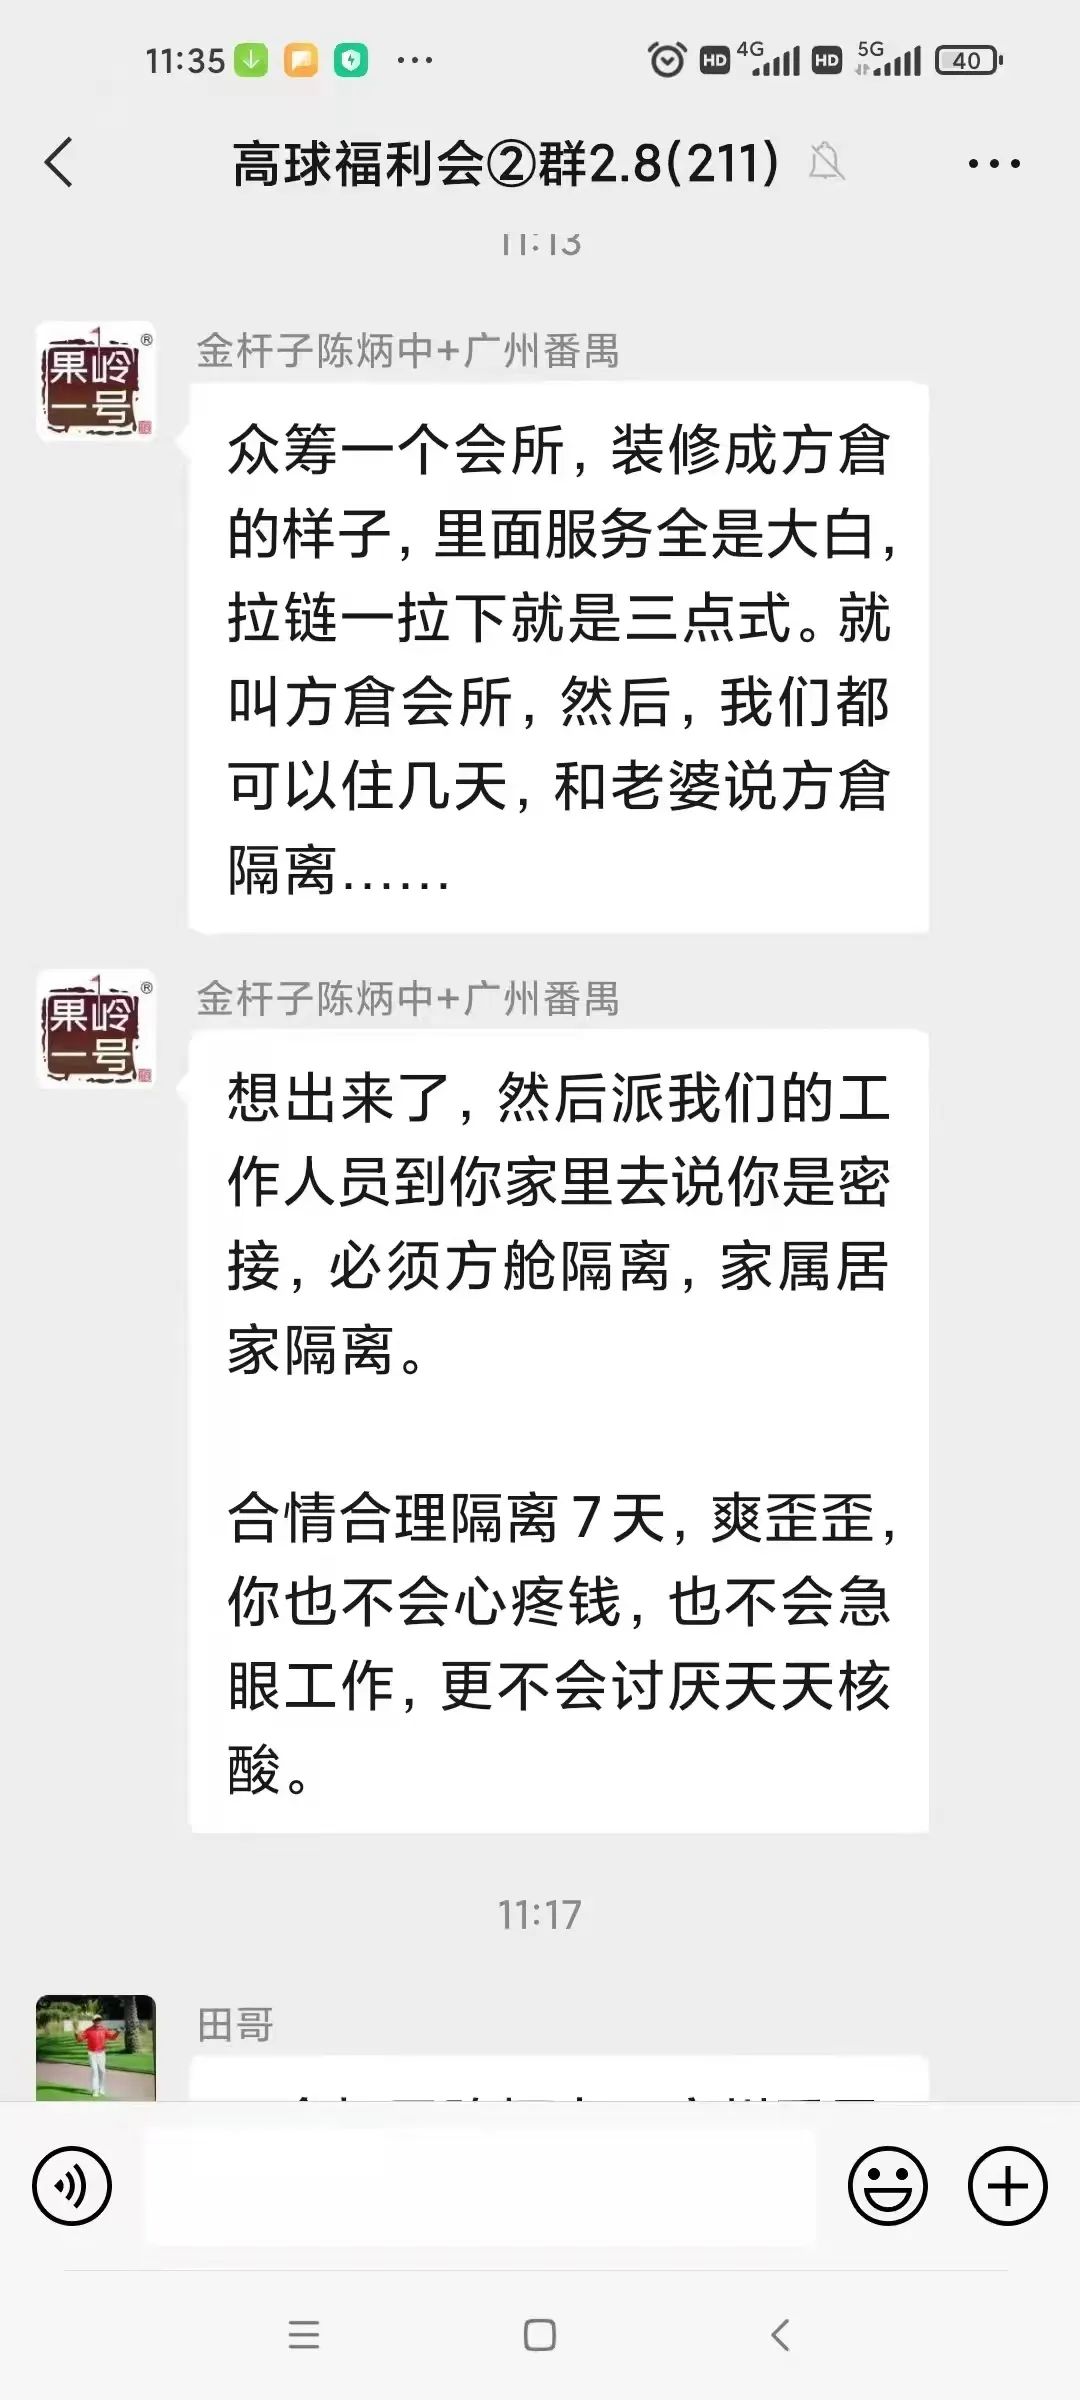 11:35
HD 4G HD 5G 40
高球福利会②群2.8(211)
11:13
果岭
一号
®
金杆子陈炳中+广州番禺
众筹一个会所，装修成方倉
的样子，里面服务全是大白，
拉链一拉下就是三点式。就
叫方倉会所，然后，我们都
可以住几天，和老婆说方倉
隔离……
果岭
一号
®
金杆子陈炳中+广州番禺
想出来了，然后派我们的工
作人员到你家里去说你是密
接，必须方舱隔离，家属居
家隔离。
合情合理隔离7天，爽歪歪，
你也不会心疼钱，也不会急
眼工作，更不会讨厌天天核
酸。
11:17
田哥